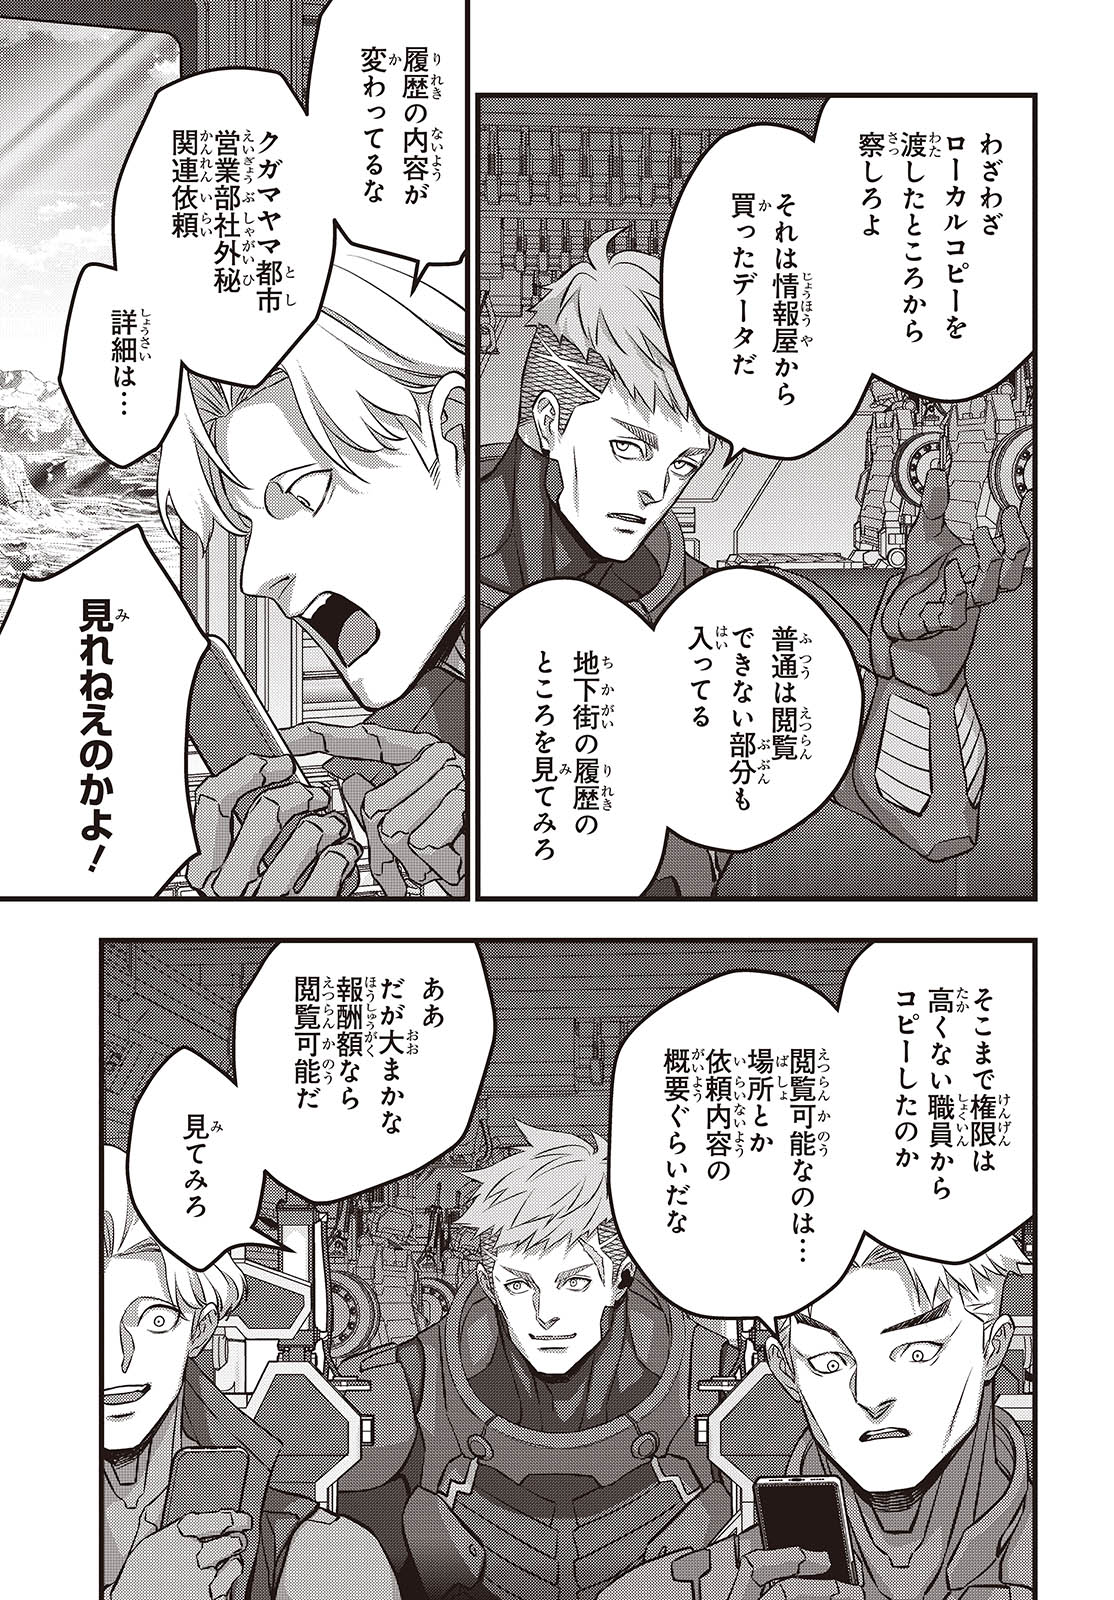 わざわざ
ローカルコピーを
渡したところから
察しろよ
それは情報屋から
買ったデータだ
普通は閲覧
できない部分も
入ってる
地下街の履歴の
ところを見てみろ
履歴の内容が
変わってるな
クガマヤマ都市
営業部社外秘
関連依頼
詳細は…
見れねえのかよ！
そこまで権限は
高くない職員から
コピーしたのか
閲覧可能なのは…
場所とか
依頼内容の
概要ぐらいだな
ああ
だが大まかな
報酬額なら
閲覧可能だ
見てみろ